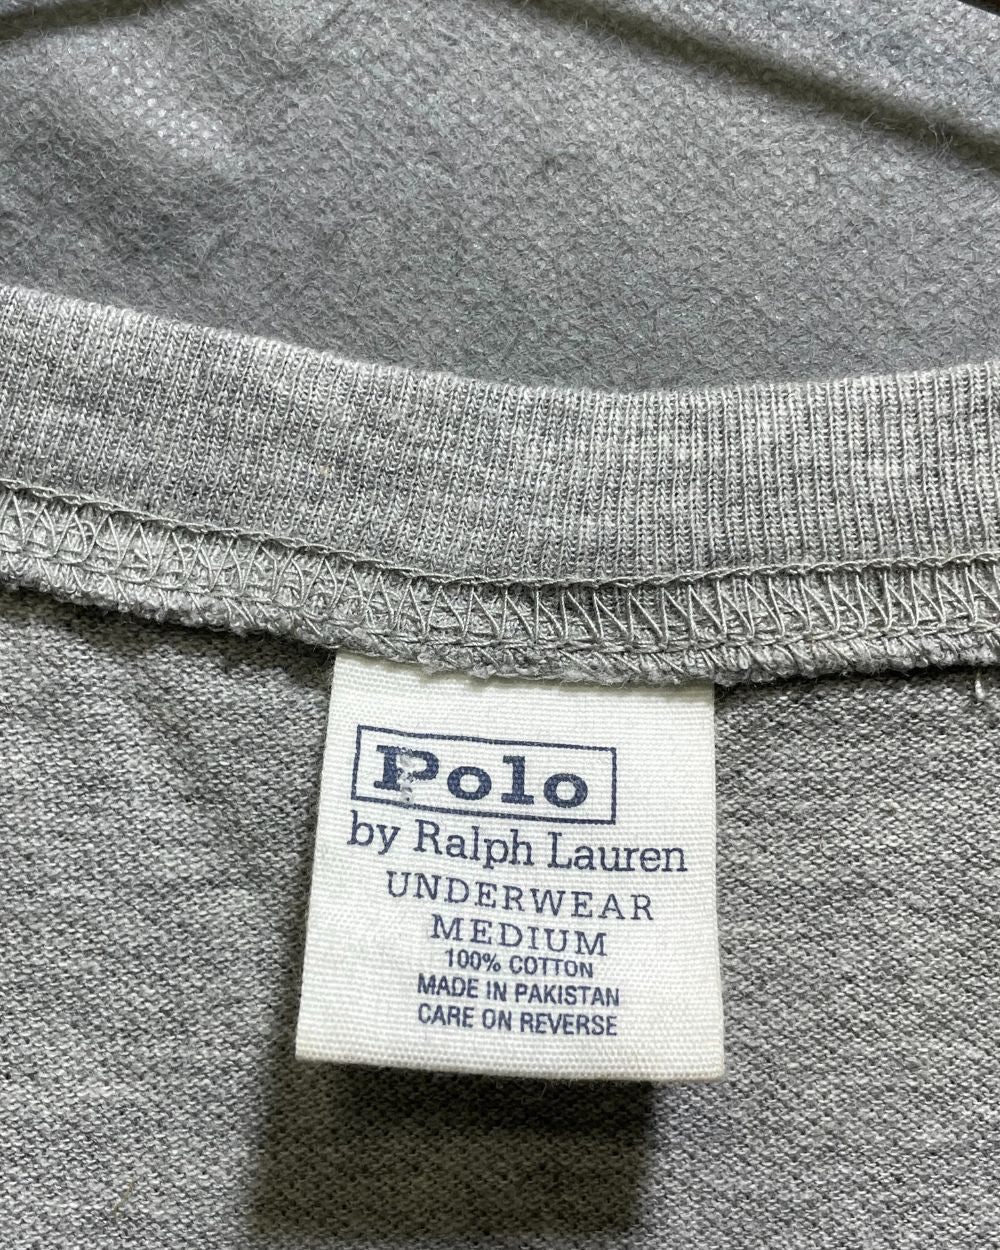 Polo
by Ralph Lauren
UNDERWEAR
MEDIUM
100% COTTON
MADE IN PAKISTAN
CARE ON REVERSE